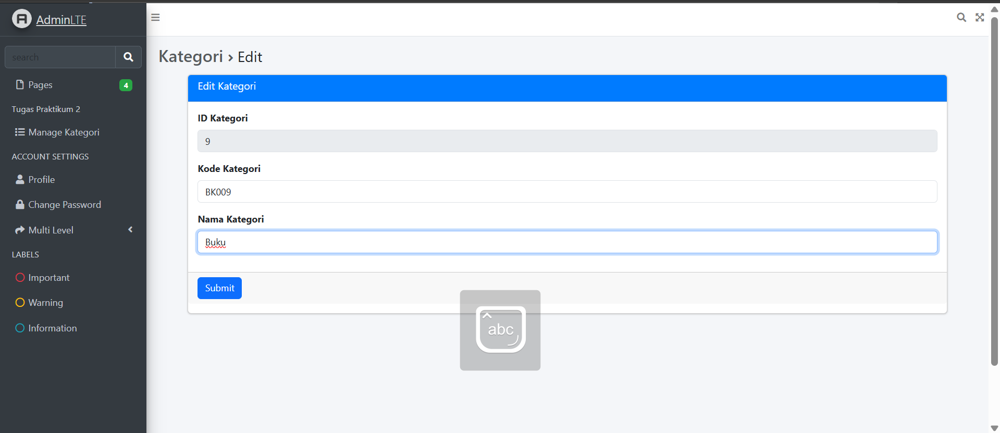 AdminLTE
search
Pages 4
Tugas Praktikum 2
Manage Kategori
ACCOUNT SETTINGS
Profile
Change Password
Multi Level
LABELS
Important
Warning
Information
Kategori › Edit
Edit Kategori
ID Kategori
9
Kode Kategori
BK009
Nama Kategori
Buku
Submit
abc